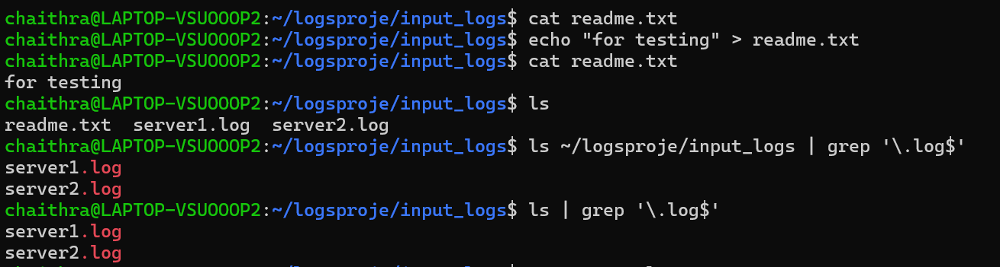 chaithra@LAPTOP-VSUOOOP2:~/logsproje/input_logs$ cat readme.txt
chaithra@LAPTOP-VSUOOOP2:~/logsproje/input_logs$ echo "for testing" > readme.txt
chaithra@LAPTOP-VSUOOOP2:~/logsproje/input_logs$ cat readme.txt
for testing
chaithra@LAPTOP-VSUOOOP2:~/logsproje/input_logs$ ls
readme.txt  server1.log  server2.log
chaithra@LAPTOP-VSUOOOP2:~/logsproje/input_logs$ ls ~/logsproje/input_logs | grep '\.log$'
server1.log
server2.log
chaithra@LAPTOP-VSUOOOP2:~/logsproje/input_logs$ ls | grep '\.log$'
server1.log
server2.log